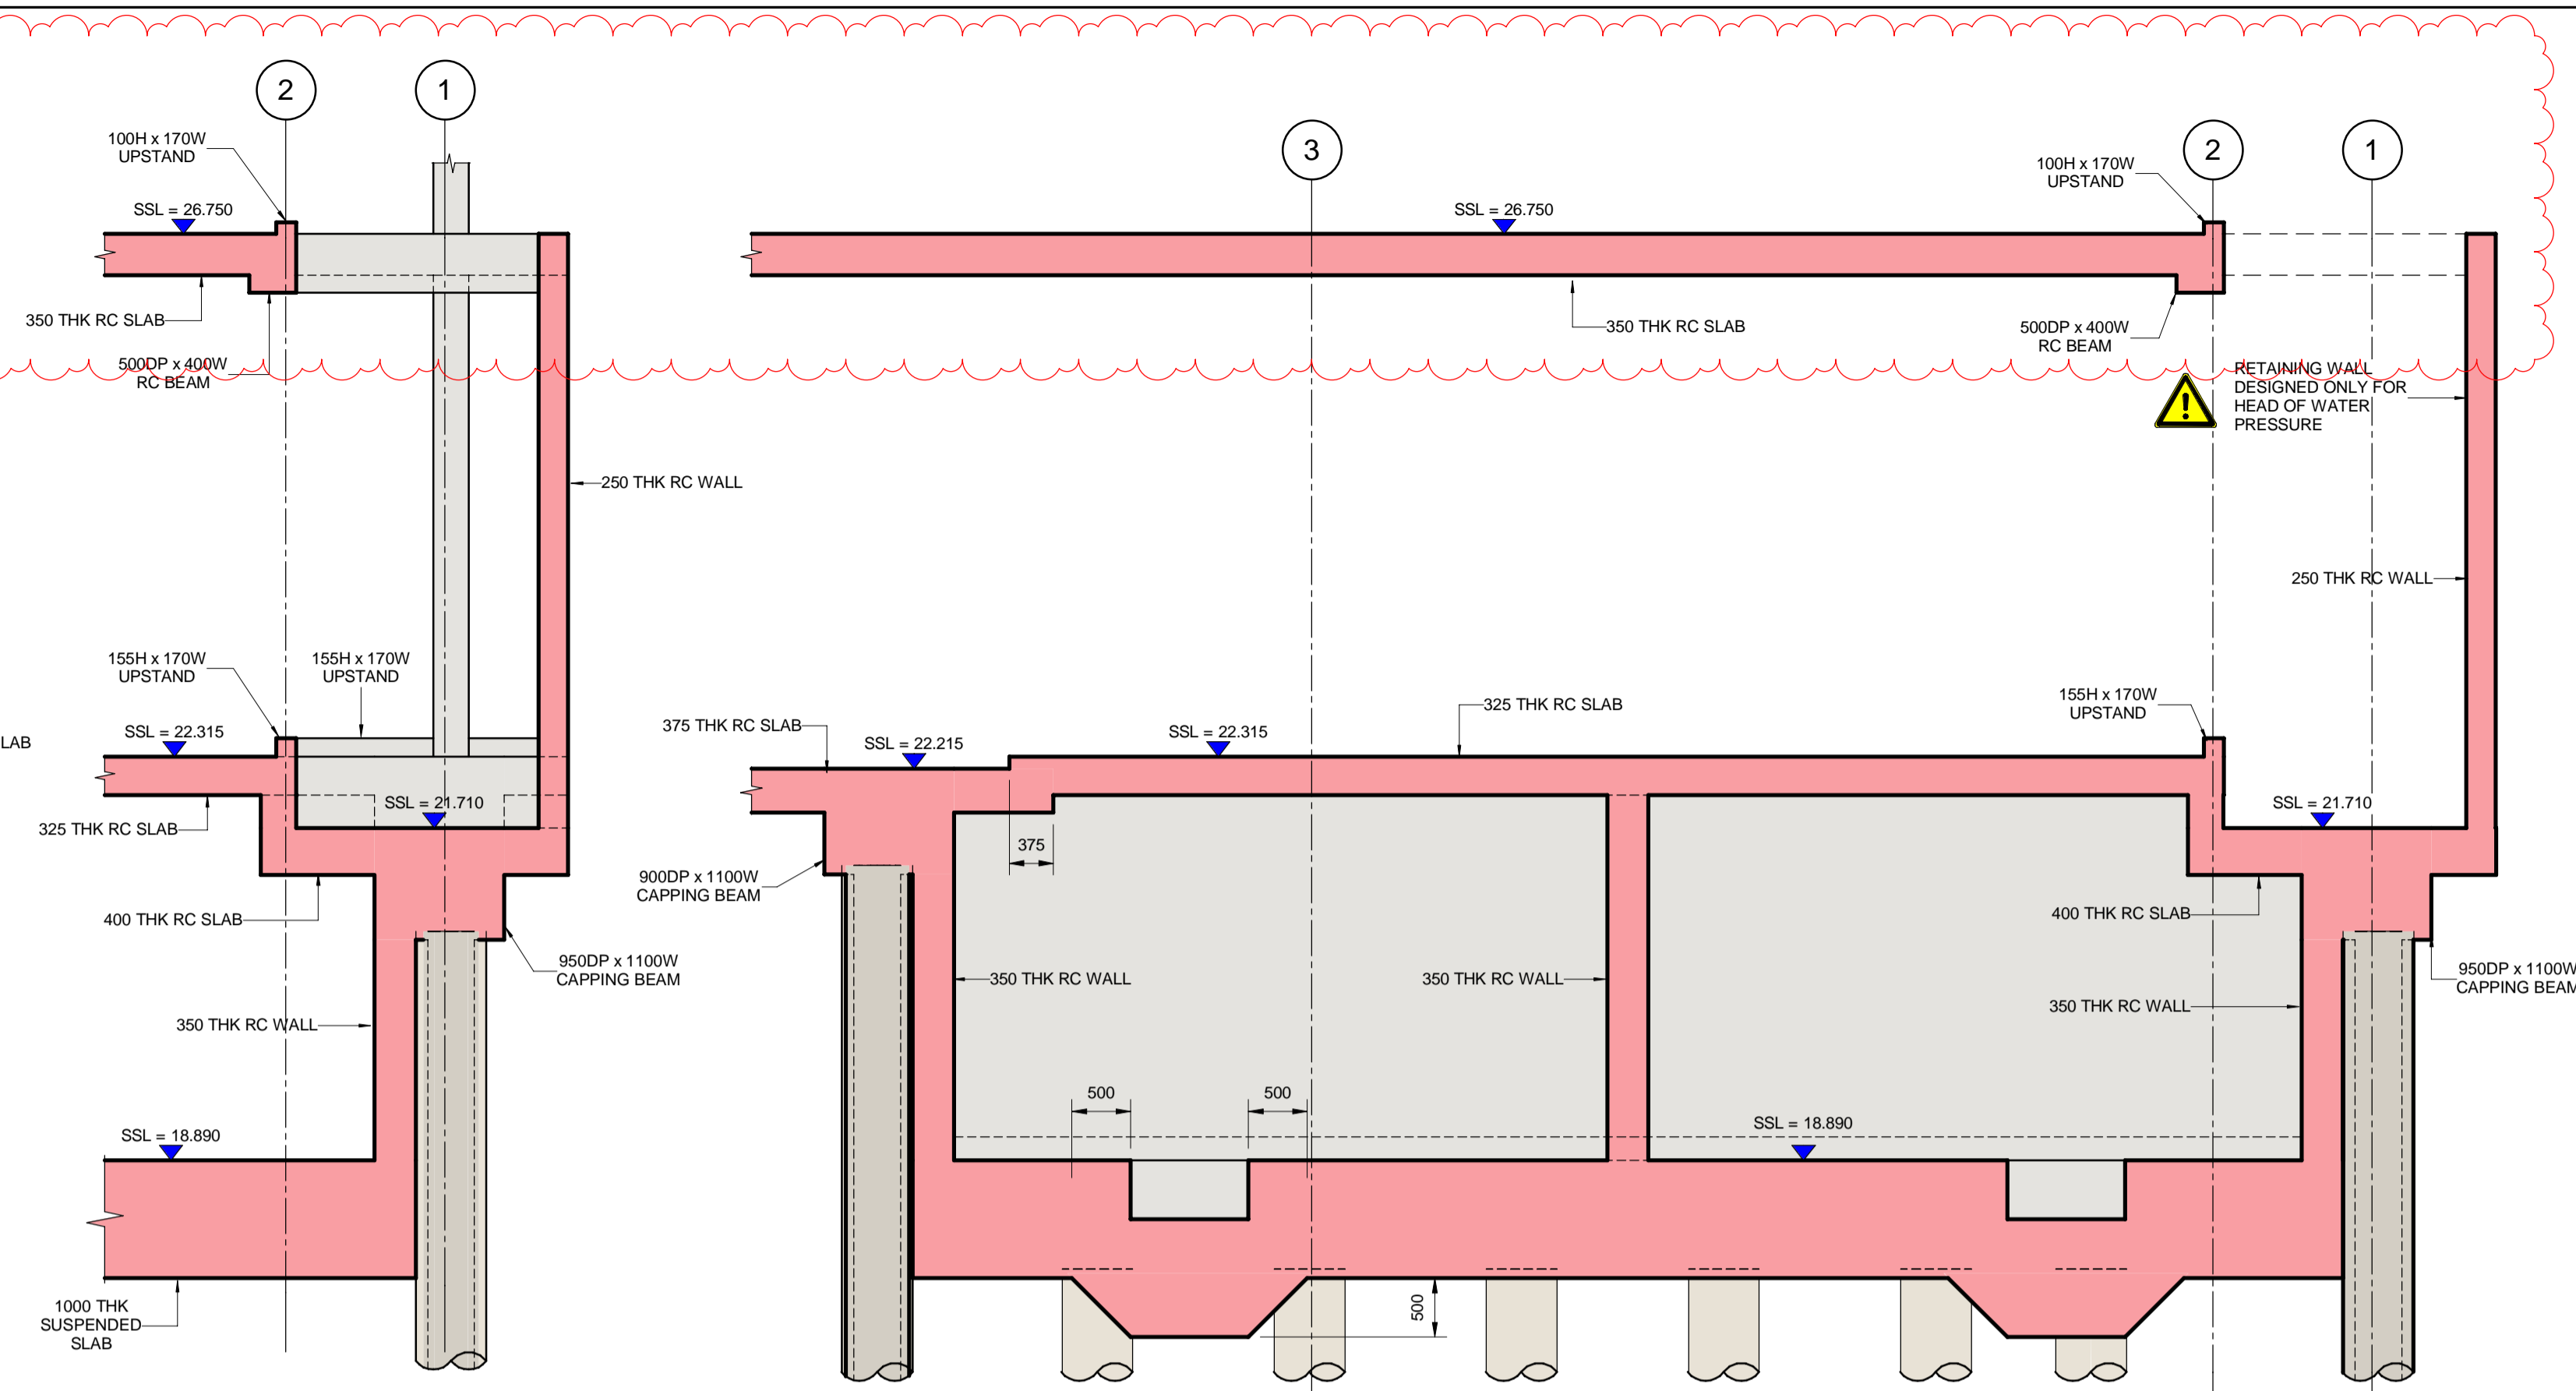 2
1
3
2
1
100H x 170W
UPSTAND
SSL = 26.750
350 THK RC SLAB
500DP x 400W
RC BEAM
250 THK RC WALL
155H x 170W
UPSTAND
155H x 170W
UPSTAND
LAB
SSL = 22.315
SSL = 21.710
325 THK RC SLAB
400 THK RC SLAB
950DP x 1100W
CAPPING BEAM
350 THK RC WALL
SSL = 18.890
1000 THK
SUSPENDED
SLAB
SSL = 26.750
100H x 170W
UPSTAND
350 THK RC SLAB
500DP x 400W
RC BEAM
!
RETAINING WALL
DESIGNED ONLY FOR
HEAD OF WATER
PRESSURE
250 THK RC WALL
375 THK RC SLAB
SSL = 22.215
SSL = 22.315
325 THK RC SLAB
155H x 170W
UPSTAND
SSL = 21.710
375
900DP x 1100W
CAPPING BEAM
400 THK RC SLAB
350 THK RC WALL
350 THK RC WALL
350 THK RC WALL
950DP x 1100W
CAPPING BEAM
500
500
SSL = 18.890
500